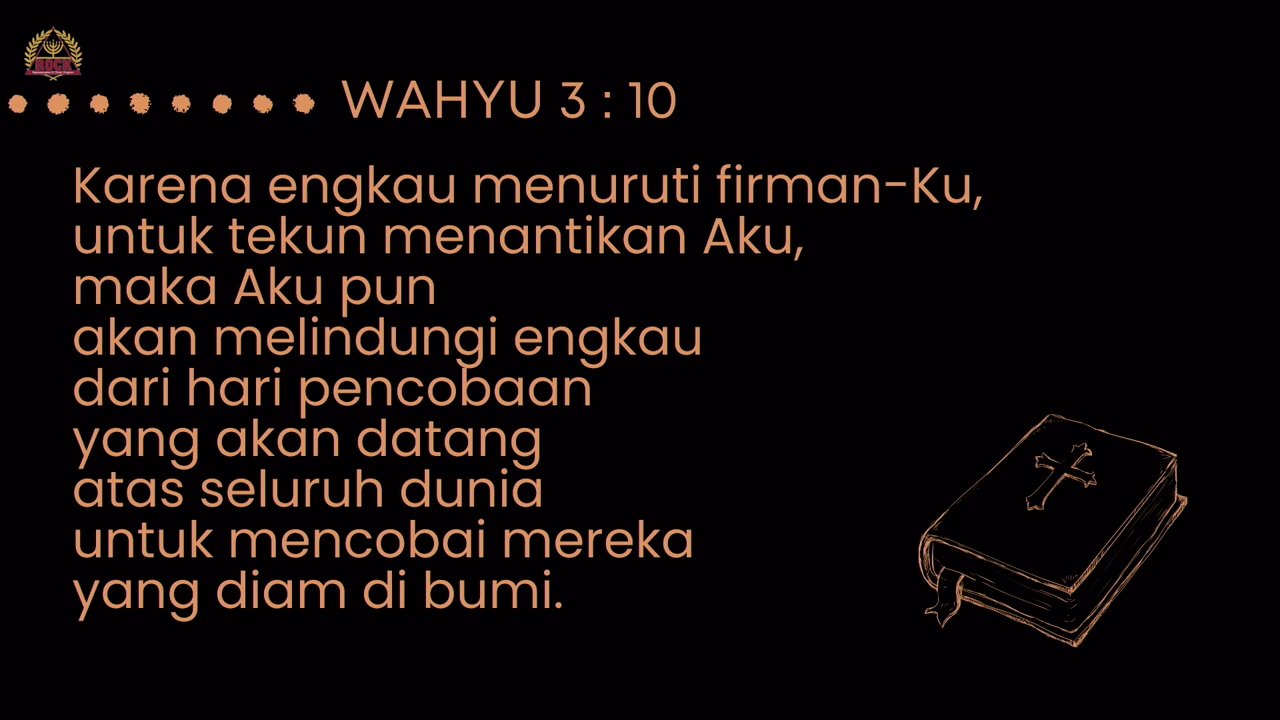 ROCK
WAHYU 3 : 10
Karena engkau menuruti firman-Ku,
untuk tekun menantikan Aku,
maka Aku pun
akan melindungi engkau
dari hari pencobaan
yang akan datang
atas seluruh dunia
untuk mencobai mereka
yang diam di bumi.